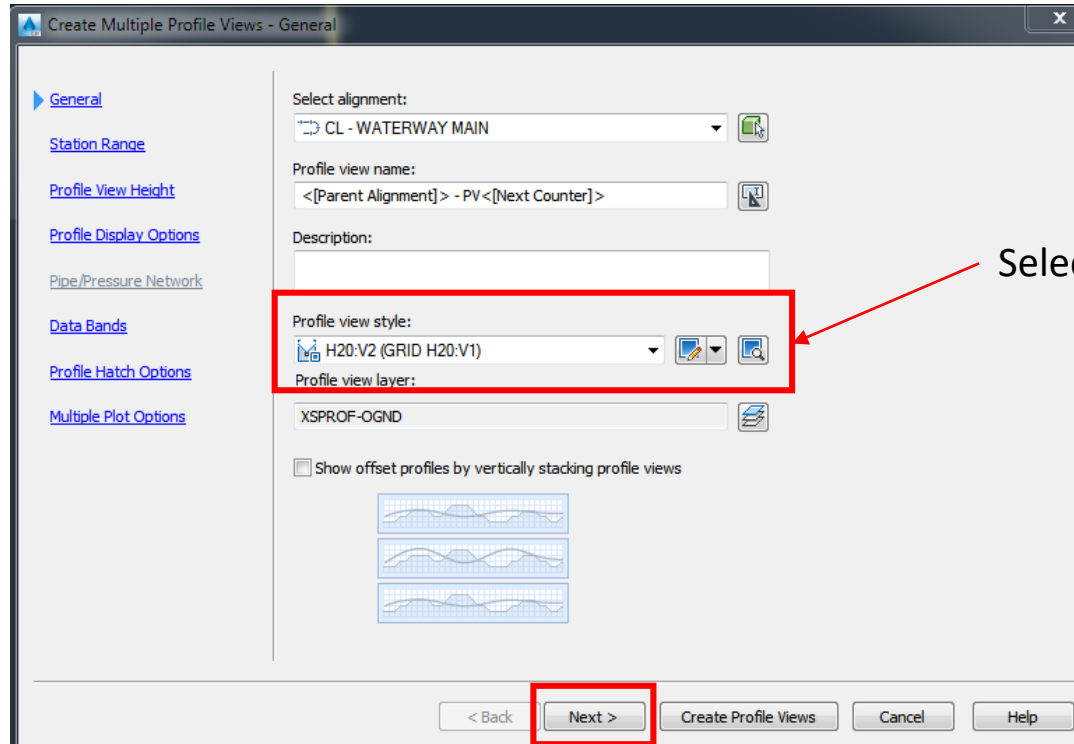 Create Multiple Profile Views - General
General
Station Range
Profile View Height
Profile Display Options
Pipe/Pressure Network
Data Bands
Profile Hatch Options
Multiple Plot Options
Select alignment:
CL - WATERWAY MAIN
Profile view name:
<[Parent Alignment]> - PV<[Next Counter]>
Description:
Profile view style:
H20:V2 (GRID H20:V1)
Profile view layer:
XSPROF-OGND
Show offset profiles by vertically stacking profile views
< Back Next > Create Profile Views Cancel Help